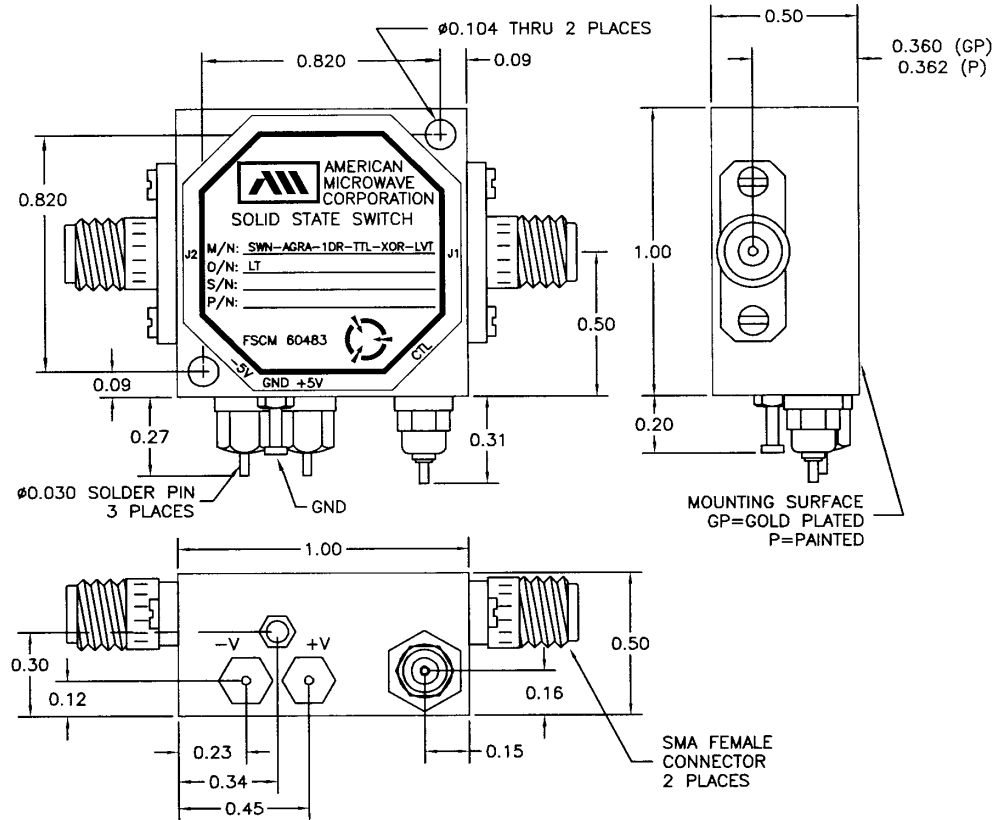 ø0.104 THRU 2 PLACES
0.820
0.09
0.50
0.360 (GP)
0.362 (P)
0.820
AMERICAN
MICROWAVE
CORPORATION
SOLID STATE SWITCH
M/N: SWN-AGRA-1DR-TTL-XOR-LVT
O/N: LT
S/N:
P/N:
J2
J1
FSCM 60483
-5V
GND +5V
CTL
0.50
1.00
0.09
0.27
0.31
0.20
ø0.030 SOLDER PIN
3 PLACES
GND
MOUNTING SURFACE
GP=GOLD PLATED
P=PAINTED
1.00
-V
+V
0.30
0.12
0.50
0.16
0.23
0.34
0.45
0.15
SMA FEMALE
CONNECTOR
2 PLACES